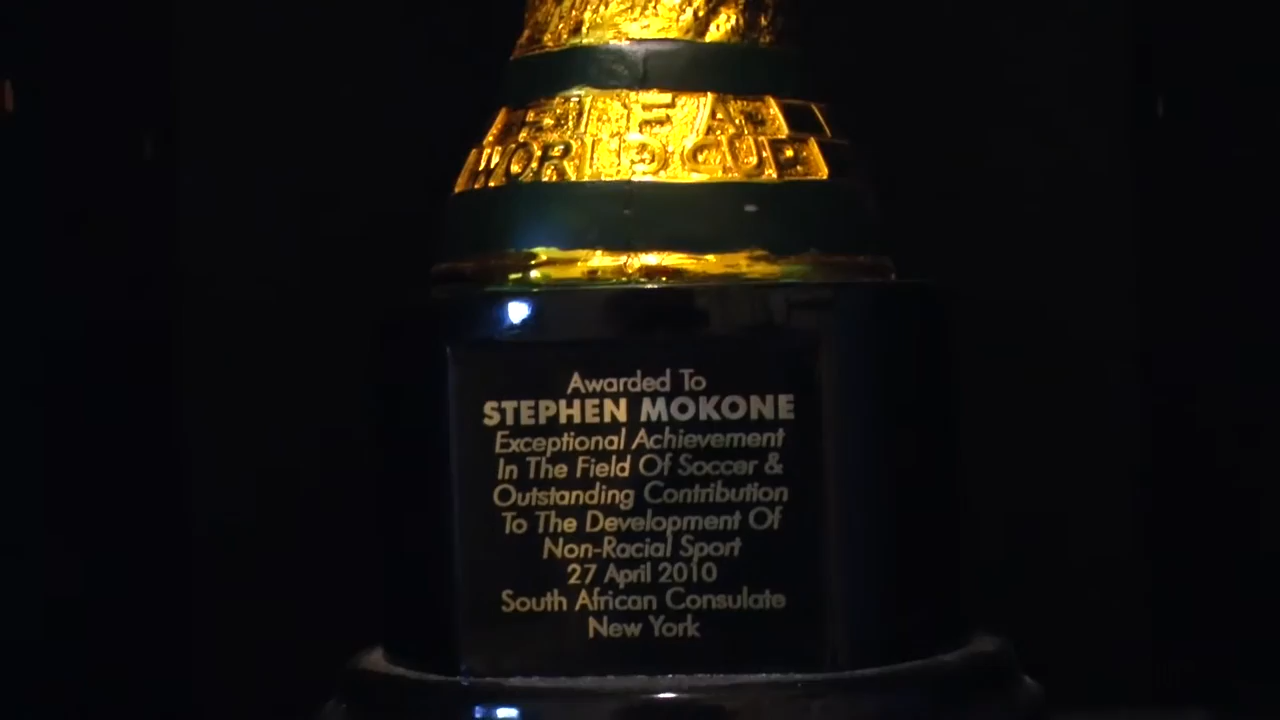 FIFA
WORLD CUP
Awarded To
STEPHEN MOKONE
Exceptional Achievement
In The Field Of Soccer &
Outstanding Contribution
To The Development Of
Non-Racial Sport
27 April 2010
South African Consulate
New York